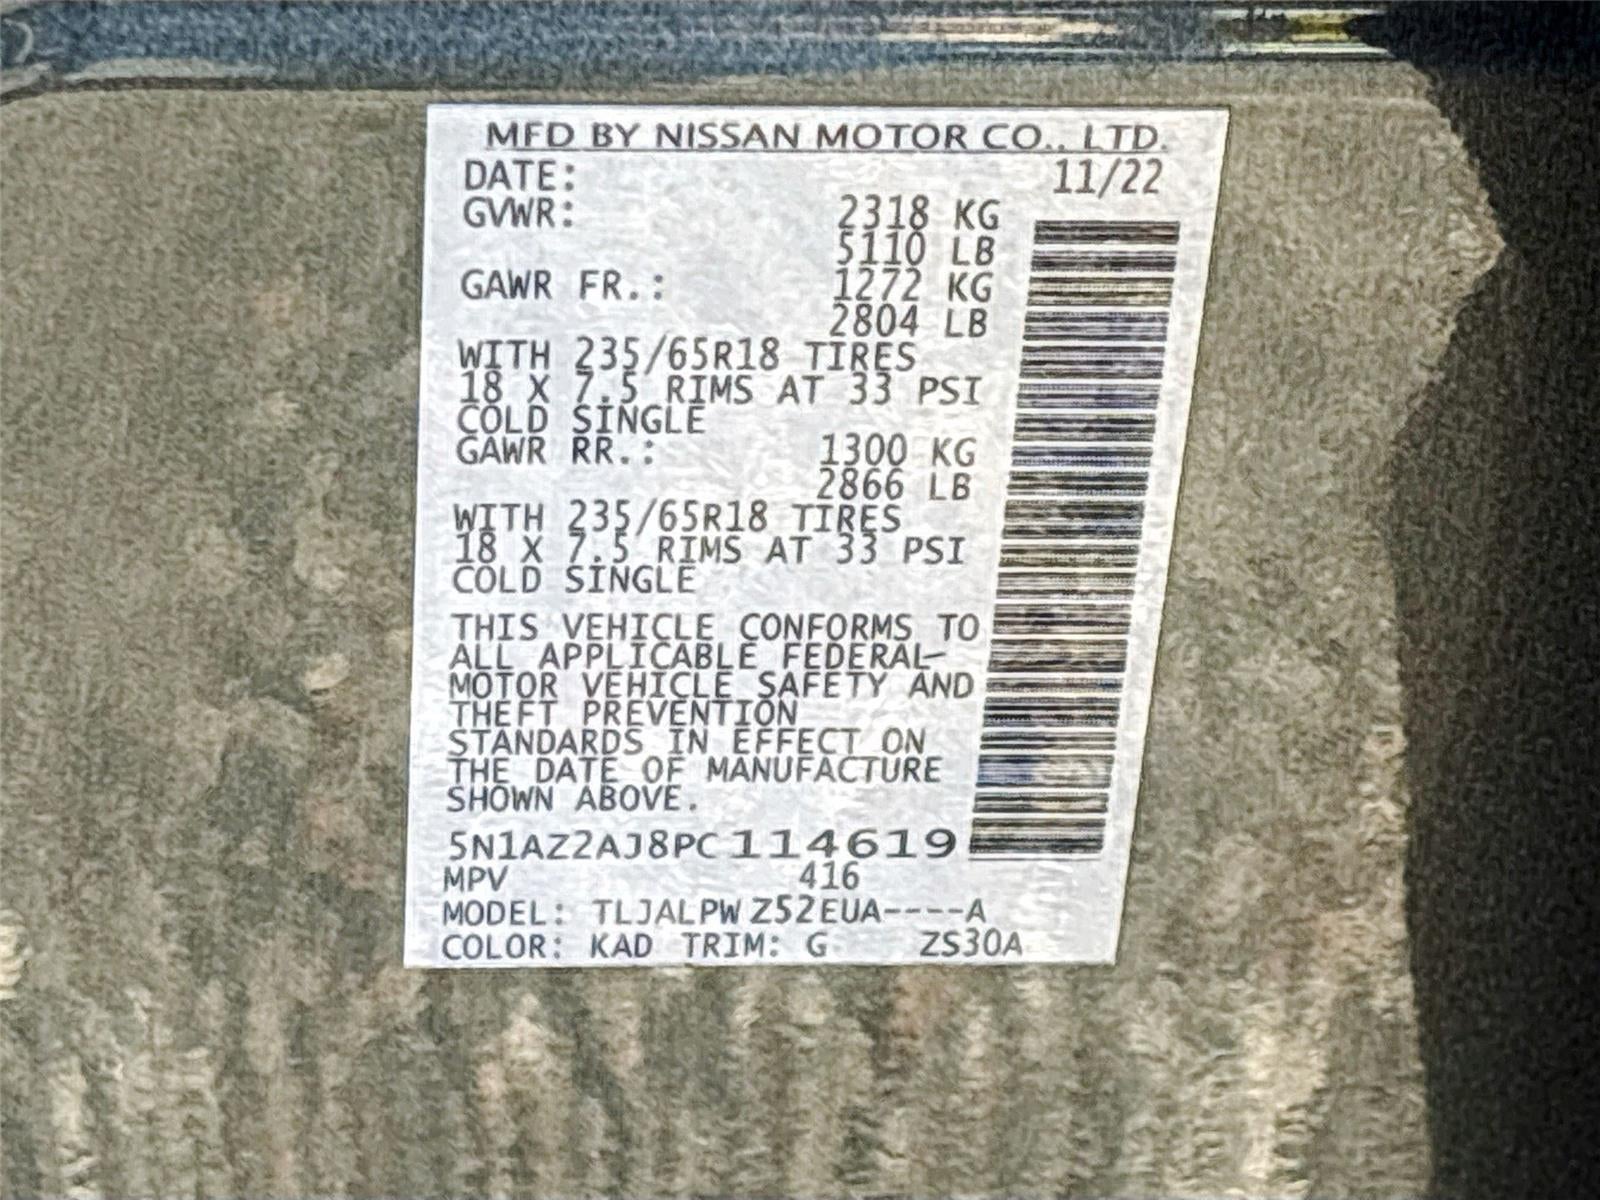 MFD BY NISSAN MOTOR CO., LTD.
DATE: 11/22
GVWR: 2318 KG
5110 LB
GAWR FR.: 1272 KG
2804 LB
WITH 235/65R18 TIRES
18 X 7.5 RIMS AT 33 PSI
COLD SINGLE
GAWR RR.: 1300 KG
2866 LB
WITH 235/65R18 TIRES
18 X 7.5 RIMS AT 33 PSI
COLD SINGLE
THIS VEHICLE CONFORMS TO
ALL APPLICABLE FEDERAL-
MOTOR VEHICLE SAFETY AND
THEFT PREVENTION
STANDARDS IN EFFECT ON
THE DATE OF MANUFACTURE
SHOWN ABOVE.
5N1AZ2AJ8PC114619
MPV 416
MODEL: TLJALPWZ52EUA----A
COLOR: KAD TRIM: G ZS30A